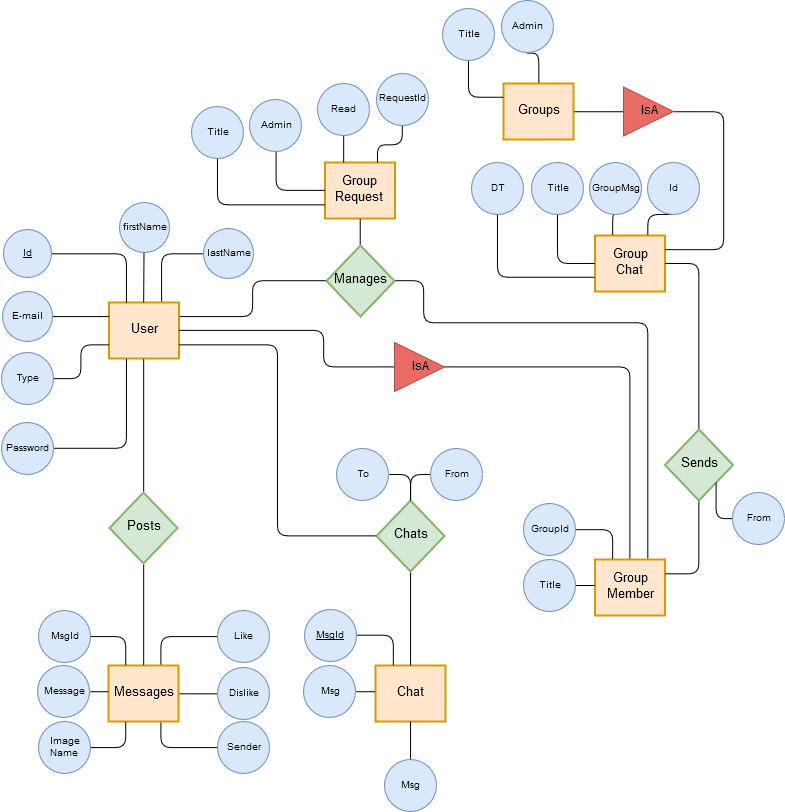 Admin
Title
RequestId
Read
Admin
Title
Groups
IsA
Group
Request
DT
Title
GroupMsg
Id
firstName
Id
lastName
Group
Chat
Manages
E-mail
User
IsA
Type
Password
To
From
Sends
Posts
Chats
From
GroupId
Title
Group
Member
MsgId
Like
MsgId
Message
Messages
Dislike
Msg
Chat
Image
Name
Sender
Msg